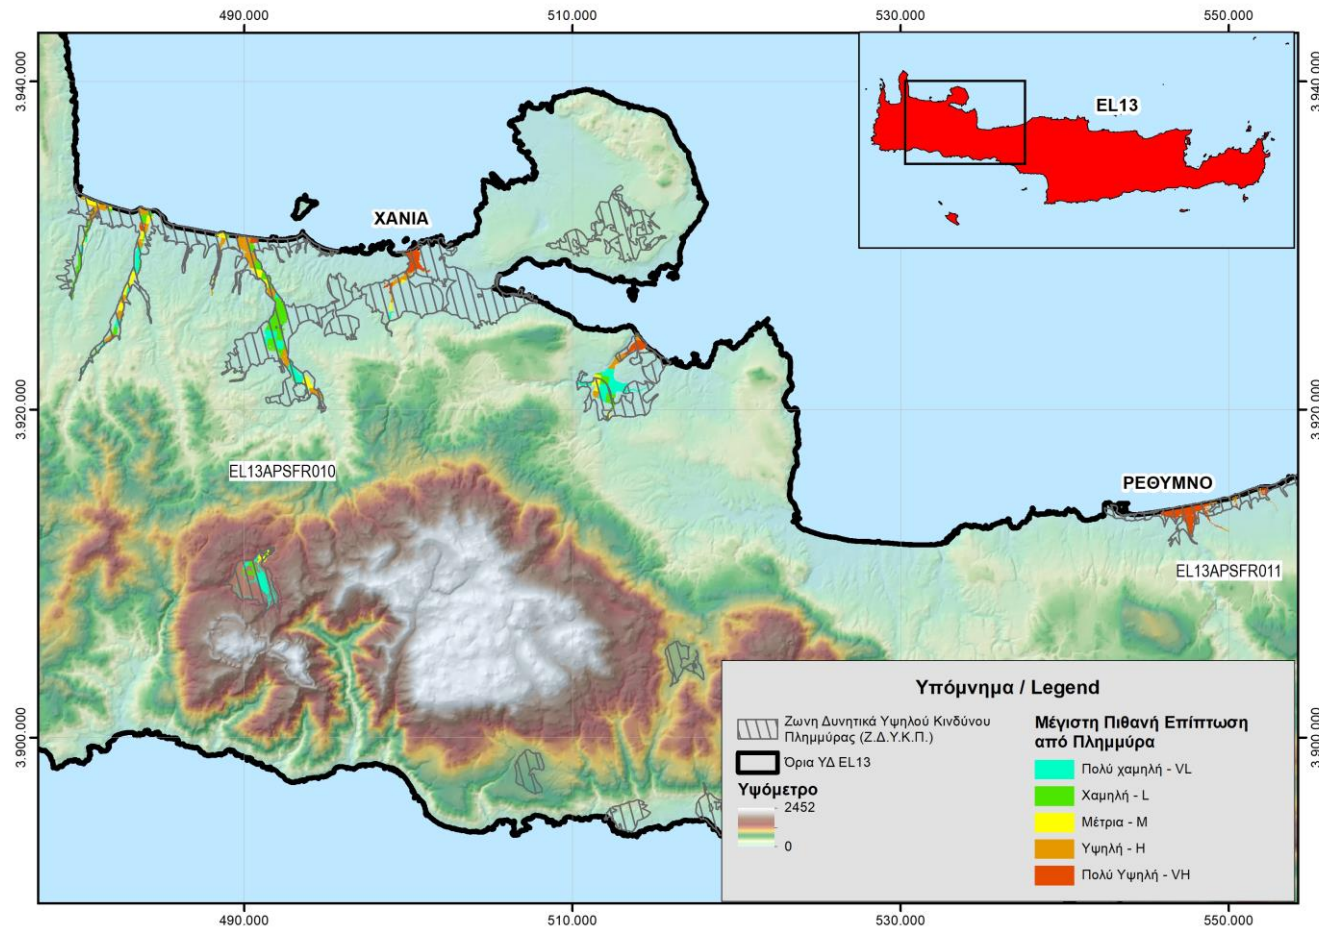 490.000
510.000
530.000
550.000
3.940.000
3.940.000
EL13
ΧΑΝΙΑ
3.920.000
3.920.000
EL13APSFR010
ΡΕΘΥΜΝΟ
EL13APSFR011
3.900.000
3.900.000
Υπόμνημα / Legend
Ζωνη Δυνητικά Υψηλού Κινδύνου
Πλημμύρας (Ζ.Δ.Υ.Κ.Π.)
Όρια ΥΔ EL13
Υψόμετρο
2452
0
Μέγιστη Πιθανή Επίπτωση
από Πλημμύρα
Πολύ χαμηλή - VL
Χαμηλή - L
Μέτρια - M
Υψηλή - H
Πολύ Υψηλή - VH
490.000
510.000
530.000
550.000